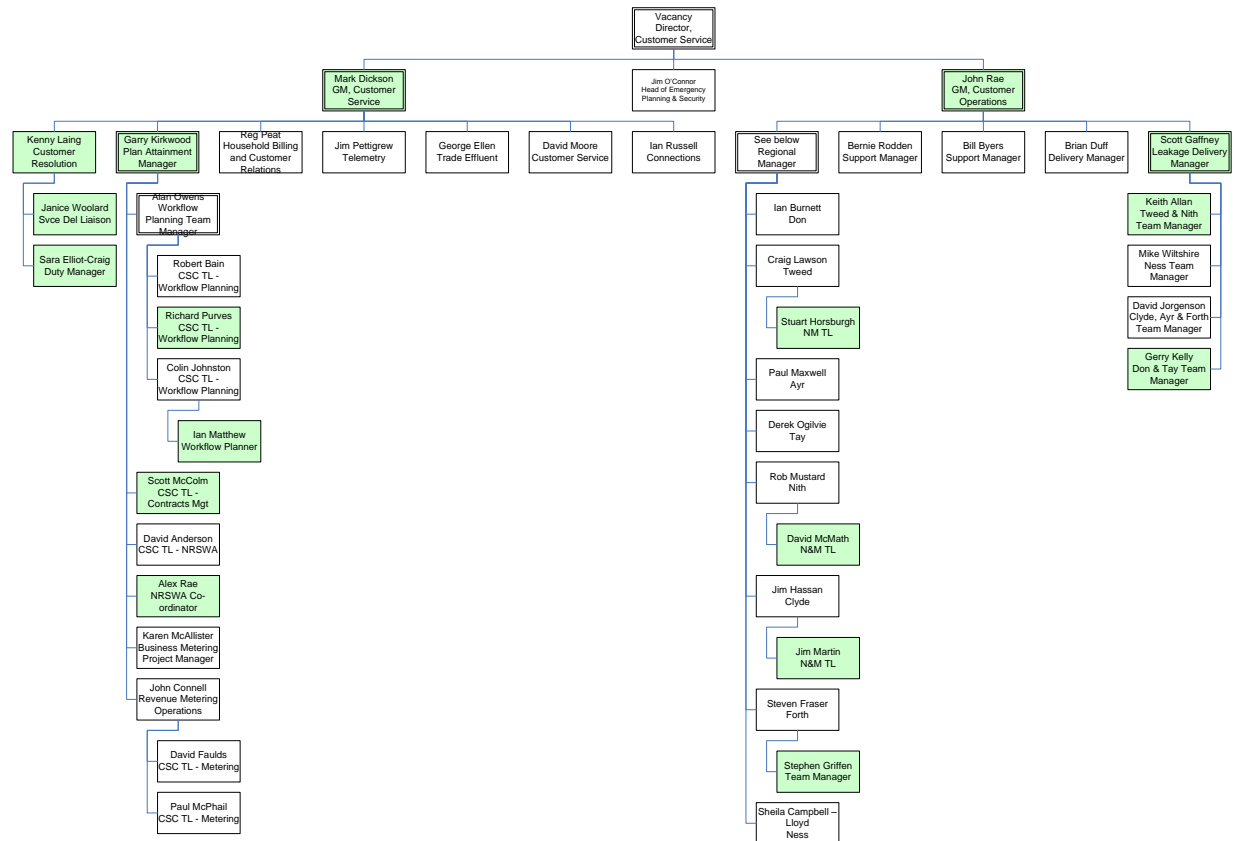 Vacancy
Director,
Customer Service
Mark Dickson
GM, Customer
Service
Jim O'Connor
Head of Emergency
Planning & Security
John Rae
GM, Customer
Operations
Kenny Laing
Customer
Resolution
Garry Kirkwood
Plan Attainment
Manager
Reg Peat
Household Billing
and Customer
Relations
Jim Pettigrew
Telemetry
George Ellen
Trade Effluent
David Moore
Customer Service
Ian Russell
Connections
See below
Regional
Manager
Bernie Rodden
Support Manager
Bill Byers
Support Manager
Brian Duff
Delivery Manager
Scott Gaffney
Leakage Delivery
Manager
Janice Woolard
Svce Del Liaison
Sara Elliot-Craig
Duty Manager
Alan Owens
Workflow
Planning Team
Manager
Robert Bain
CSC TL -
Workflow Planning
Richard Purves
CSC TL -
Workflow Planning
Colin Johnston
CSC TL -
Workflow Planning
Ian Matthew
Workflow Planner
Scott McColm
CSC TL -
Contracts Mgt
David Anderson
CSC TL - NRSWA
Alex Rae
NRSWA Co-
ordinator
Karen McAllister
Business Metering
Project Manager
John Connell
Revenue Metering
Operations
David Faulds
CSC TL - Metering
Paul McPhail
CSC TL - Metering
Ian Burnett
Don
Craig Lawson
Tweed
Stuart Horsburgh
NM TL
Paul Maxwell
Ayr
Derek Ogilvie
Tay
Rob Mustard
Nith
David McMath
N&M TL
Jim Hassan
Clyde
Jim Martin
N&M TL
Steven Fraser
Forth
Stephen Griffen
Team Manager
Sheila Campbell –
Lloyd
Ness
Keith Allan
Tweed & Nith
Team Manager
Mike Wiltshire
Ness Team
Manager
David Jorgenson
Clyde, Ayr & Forth
Team Manager
Gerry Kelly
Don & Tay Team
Manager